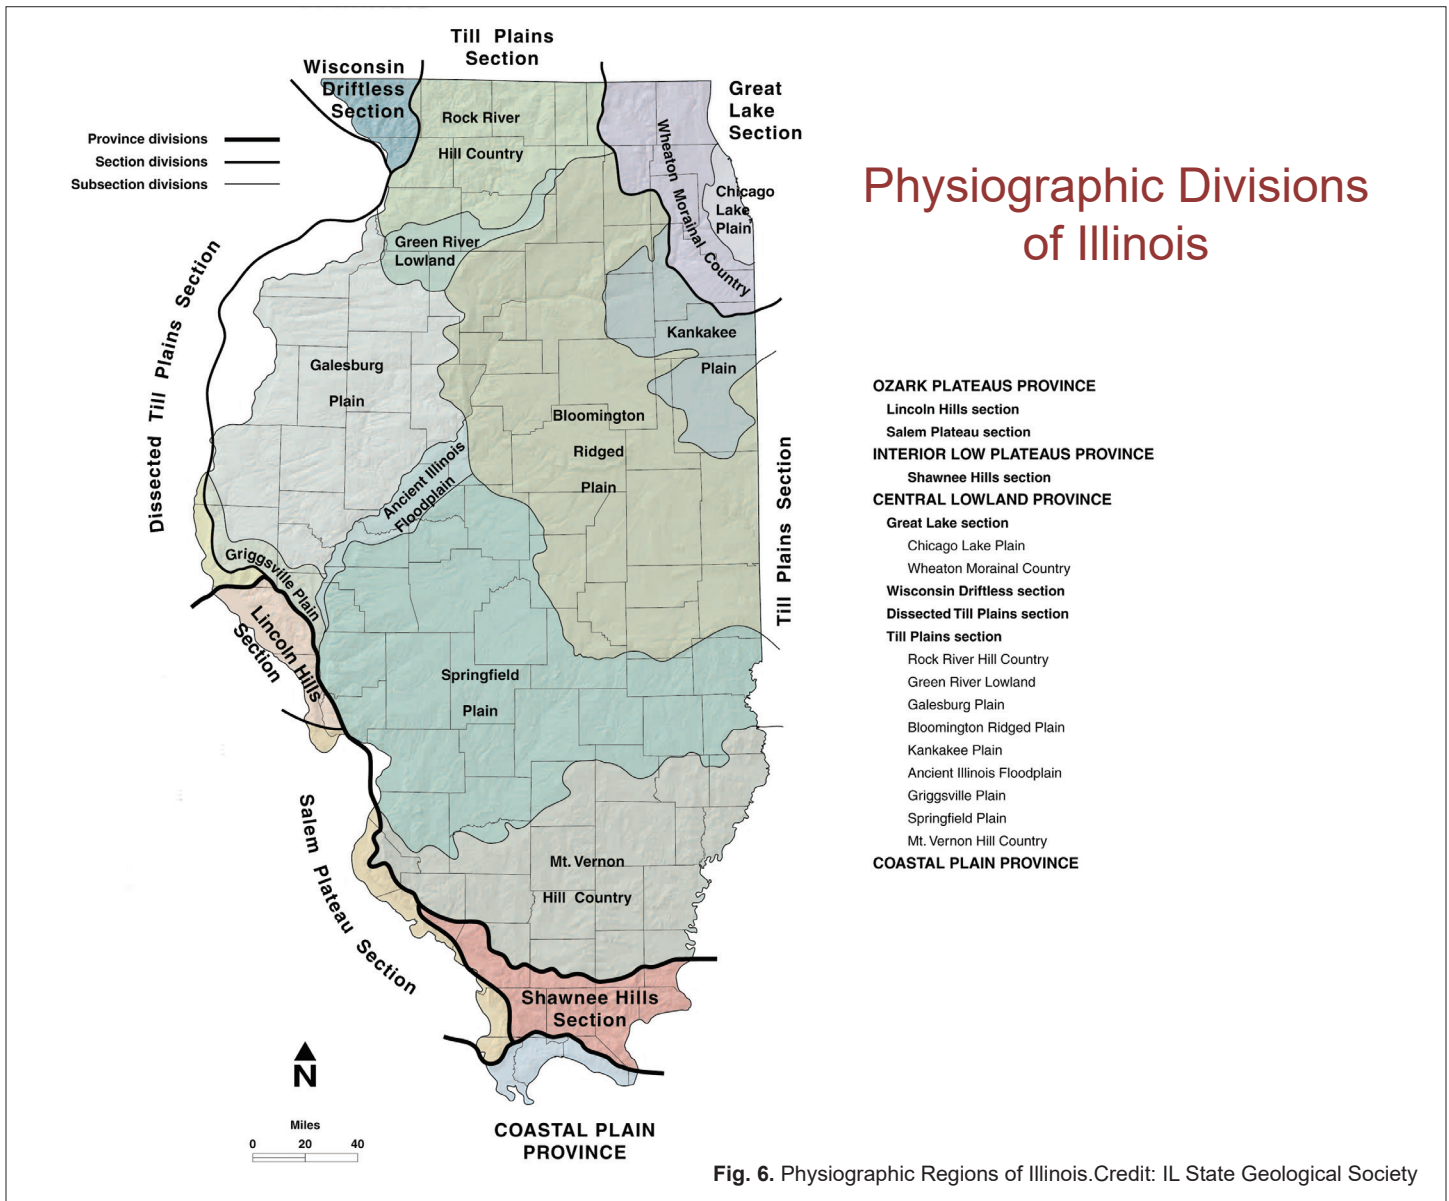 Till Plains
Section
Wisconsin
Driftless
Section
Great
Lake
Section
Province divisions
Section divisions
Subsection divisions
Rock River
Hill Country
Wheaton Morainal Country
Chicago
Lake
Plain
Green River
Lowland
Physiographic Divisions
of Illinois
Dissected Till Plains Section
Kankakee
Plain
Galesburg
Plain
Bloomington
Ridged
Plain
Ancient Illinois
Floodplain
Till Plains Section
Griggsville Plain
Lincoln Hills
Section
Springfield
Plain
Salem Plateau Section
Mt. Vernon
Hill Country
Shawnee Hills
Section
N
Miles
0 20 40
COASTAL PLAIN
PROVINCE
OZARK PLATEAUS PROVINCE
Lincoln Hills section
Salem Plateau section
INTERIOR LOW PLATEAUS PROVINCE
Shawnee Hills section
CENTRAL LOWLAND PROVINCE
Great Lake section
Chicago Lake Plain
Wheaton Morainal Country
Wisconsin Driftless section
Dissected Till Plains section
Till Plains section
Rock River Hill Country
Green River Lowland
Galesburg Plain
Bloomington Ridged Plain
Kankakee Plain
Ancient Illinois Floodplain
Griggsville Plain
Springfield Plain
Mt. Vernon Hill Country
COASTAL PLAIN PROVINCE
Fig. 6. Physiographic Regions of Illinois.Credit: IL State Geological Society